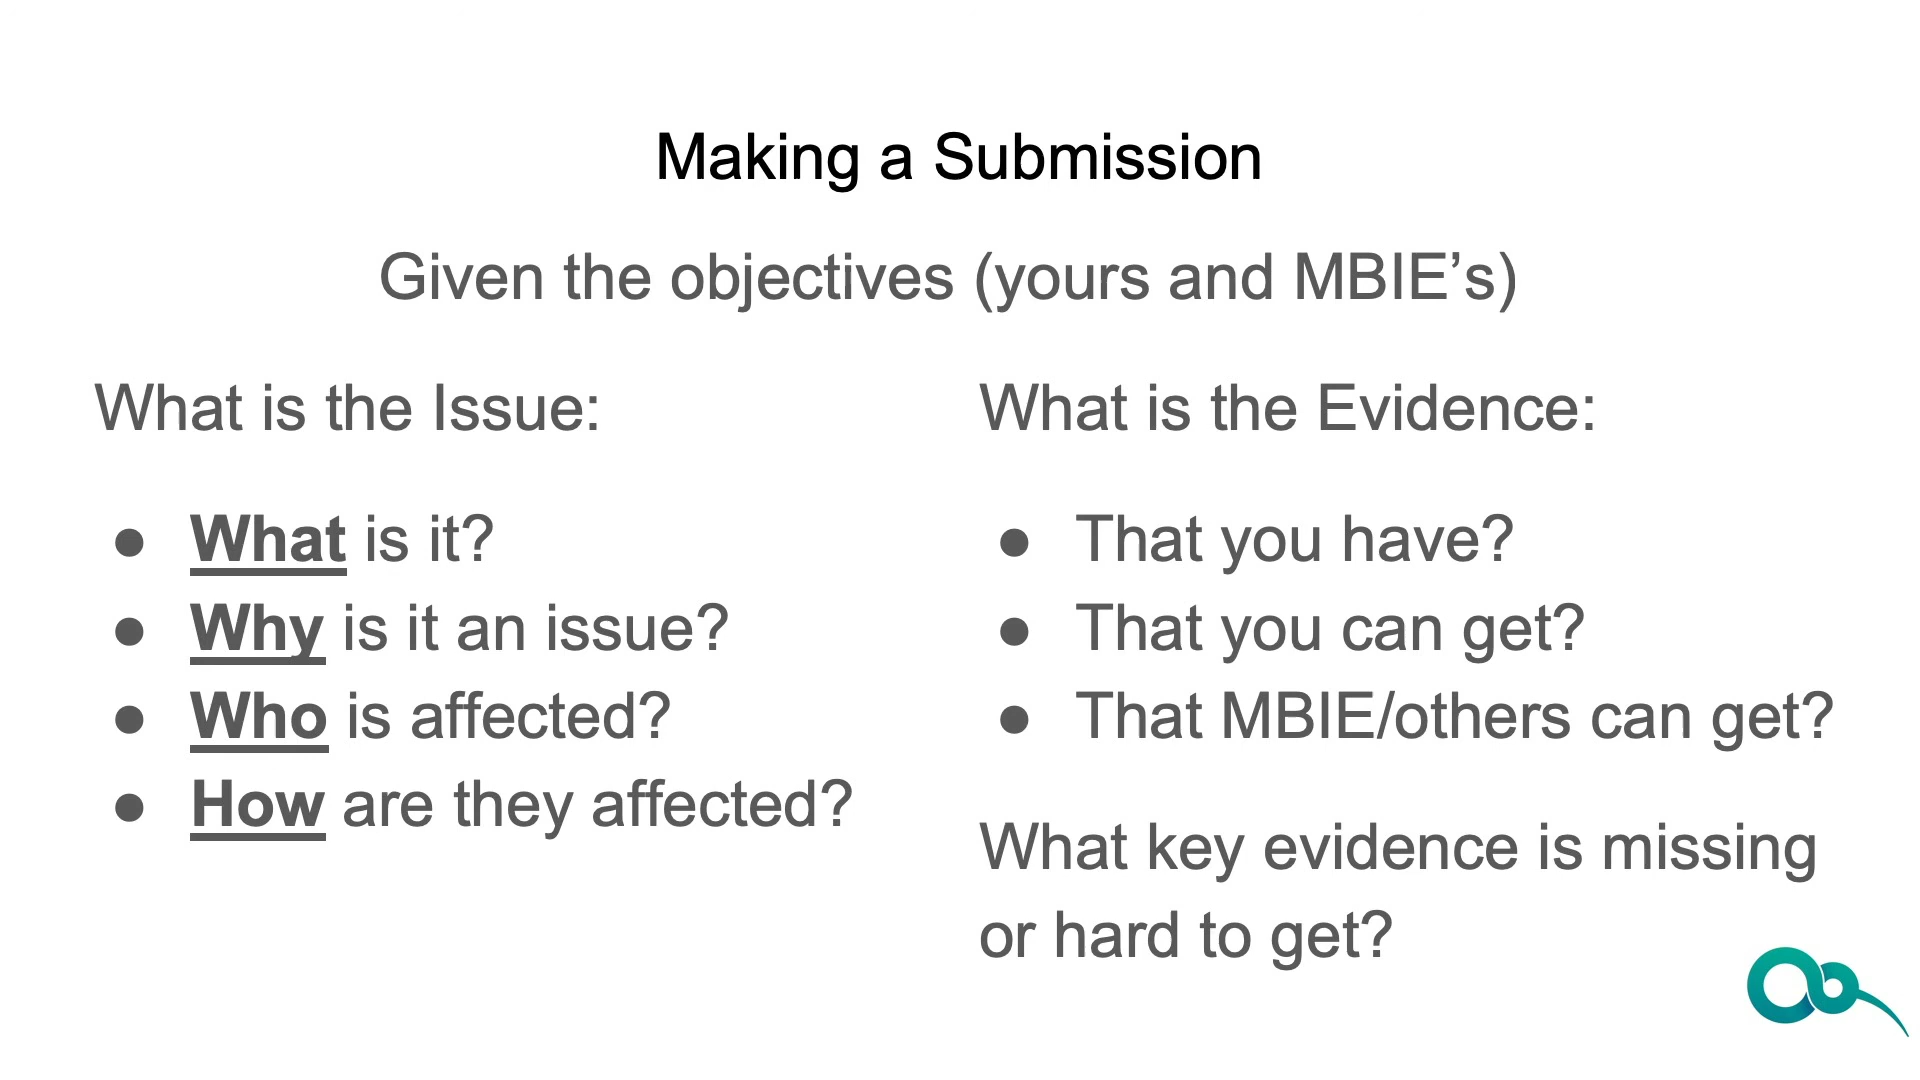 Making a Submission
Given the objectives (yours and MBIE’s)
What is the Issue:
● What is it?
● Why is it an issue?
● Who is affected?
● How are they affected?
What is the Evidence:
● That you have?
● That you can get?
● That MBIE/others can get?
What key evidence is missing
or hard to get?